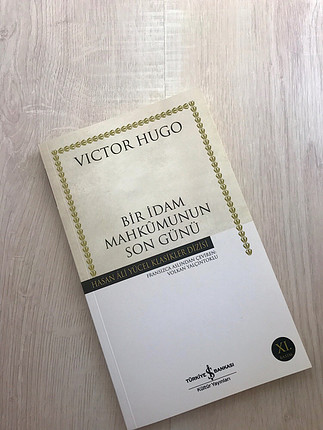 VICTOR HUGO
BİR İDAM
MAHKÛMUNUN
SON GÜNÜ
HASAN ÂLİ YÜCEL KLASİKLER DİZİSİ
FRANSIZCA ASLINDAN ÇEVİREN:
VOLKAN YALÇINTOKLU
XI.
TÜRKİYE İŞ BANKASI
Kültür Yayınları